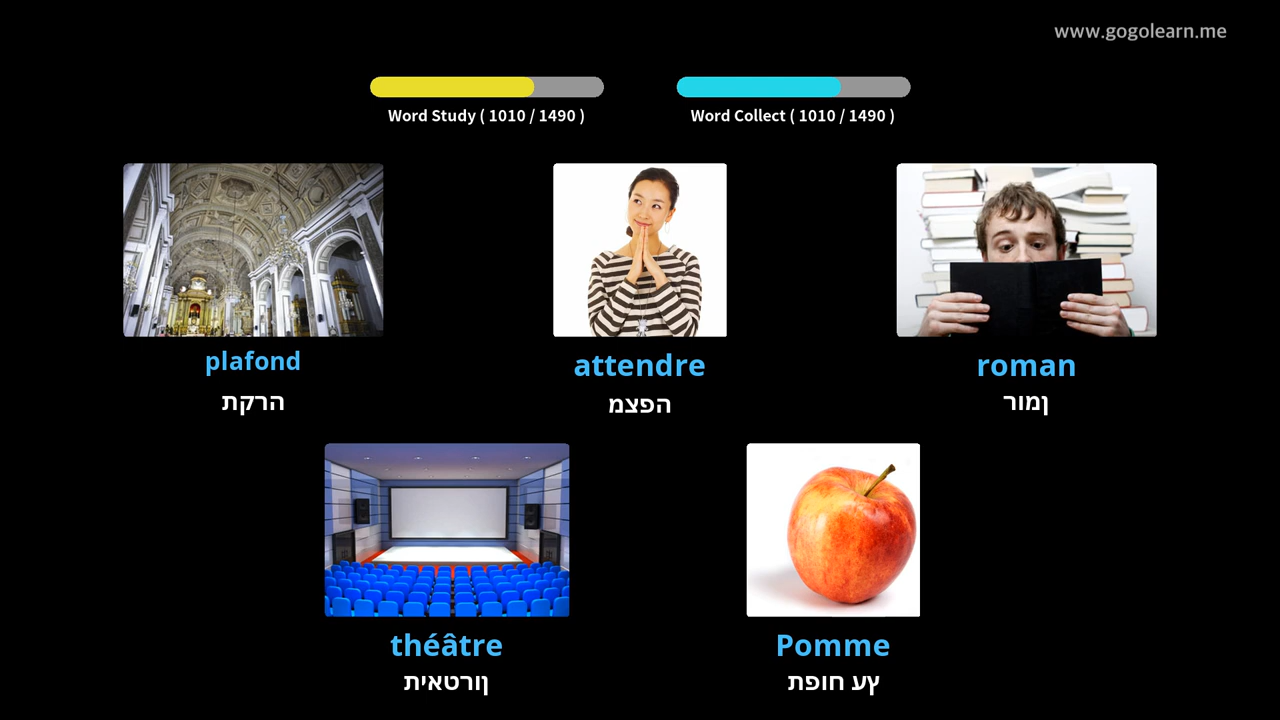 www.gogolearn.me
Word Study ( 1010 / 1490 )
Word Collect ( 1010 / 1490 )
plafond
הרקת
attendre
הפצמ
roman
ןמור
théâtre
ןורטאית
Pomme
ץע חופת